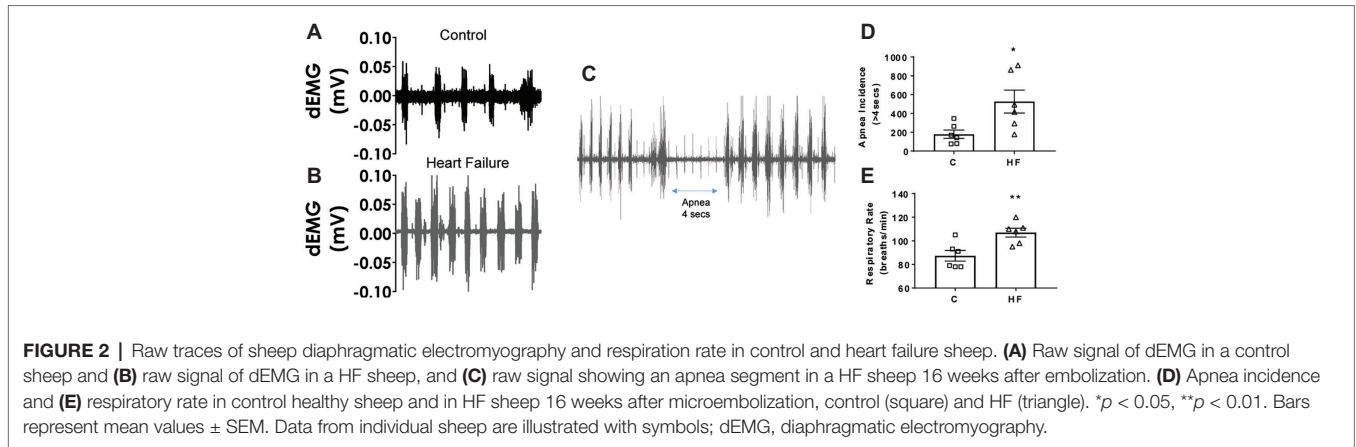 A
Control
0.10
0.05
0.00
-0.05
-0.10
dEMG
(mV)
B
Heart Failure
0.10
0.05
0.00
-0.05
-0.10
dEMG
(mV)
C
Apnea
4 secs
D
*
1000
800
600
400
200
0
Apnea Incidence
(>4secs)
C HF
E
**
140
120
100
80
60
Respiratory Rate
(breaths/min)
C HF
FIGURE 2 | Raw traces of sheep diaphragmatic electromyography and respiration rate in control and heart failure sheep. (A) Raw signal of dEMG in a control
sheep and (B) raw signal of dEMG in a HF sheep, and (C) raw signal showing an apnea segment in a HF sheep 16 weeks after embolization. (D) Apnea incidence
and (E) respiratory rate in control healthy sheep and in HF sheep 16 weeks after microembolization, control (square) and HF (triangle). *p < 0.05, **p < 0.01. Bars
represent mean values ± SEM. Data from individual sheep are illustrated with symbols; dEMG, diaphragmatic electromyography.